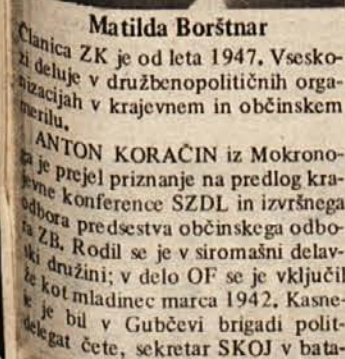 Matilda Borštnar
Članica ZK je od leta 1947. Vsesko-
zi deluje v družbenopolitičnih orga-
nizacijah v krajevnem in občinskem
merilu.
ANTON KORAČIN iz Mokrono-
ga je prejel priznanje na predlog kra-
jevne konference SZDL in izvršnega
odbora predsestva občinskega odbo-
ra ZB. Rodil se je v siromašni delav-
ski družini; v delo OF se je vključil
že kot mladinec marca 1942. Kasne-
je je bil v Gubčevi brigadi polit-
delegat čete, sekretar SKOJ v bata-